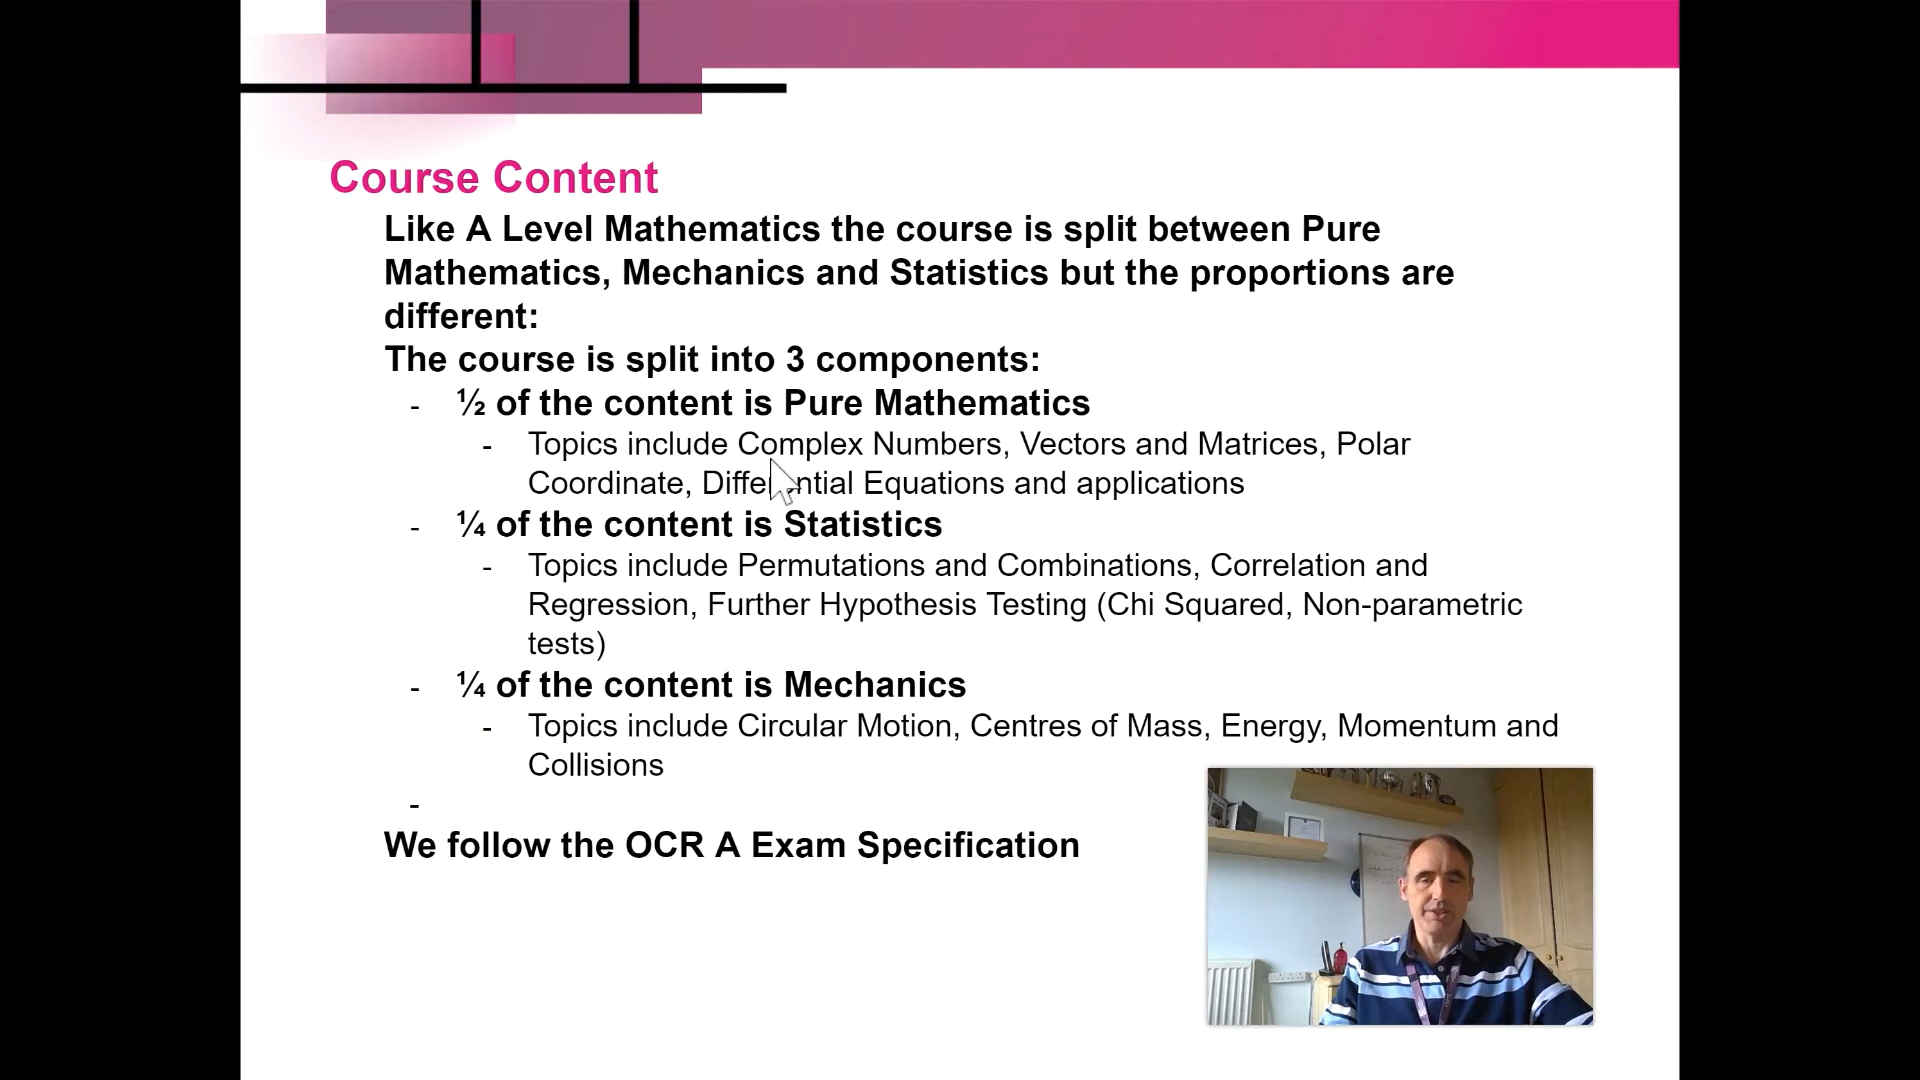 Course Content
Like A Level Mathematics the course is split between Pure
Mathematics, Mechanics and Statistics but the proportions are
different:
The course is split into 3 components:
- ½ of the content is Pure Mathematics
- Topics include Complex Numbers, Vectors and Matrices, Polar
Coordinate, Differential Equations and applications
- ¼ of the content is Statistics
- Topics include Permutations and Combinations, Correlation and
Regression, Further Hypothesis Testing (Chi Squared, Non-parametric
tests)
- ¼ of the content is Mechanics
- Topics include Circular Motion, Centres of Mass, Energy, Momentum and
Collisions
-
We follow the OCR A Exam Specification